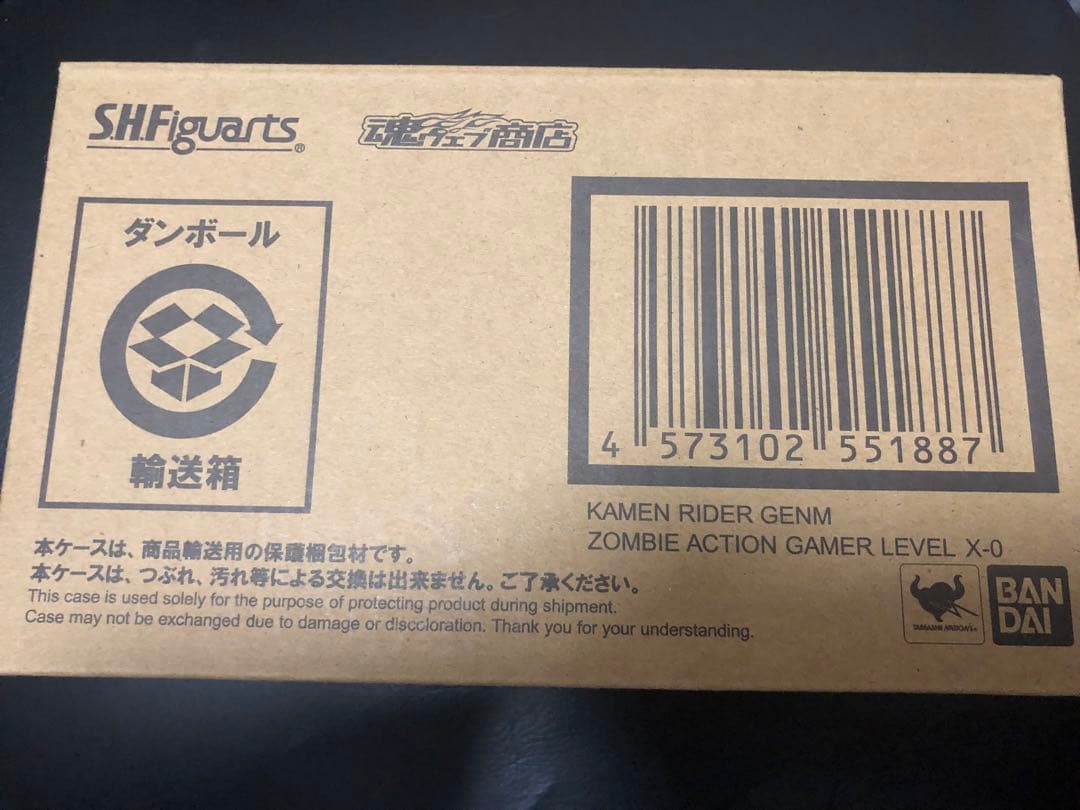 S.H.Figuarts®
魂ウェブ商店
ダンボール
輸送箱
4 573102 551887
KAMEN RIDER GENM
ZOMBIE ACTION GAMER LEVEL X-0
本ケースは、商品輸送用の保護梱包材です。
本ケースは、つぶれ、汚れ等による交換は出来ません。ご了承ください。
This case is used solely for the purpose of protecting product during shipment.
Case may not be exchanged due to damage or disccloration. Thank you for your understanding.
TAMASHII NATIONS
BAN
DAI